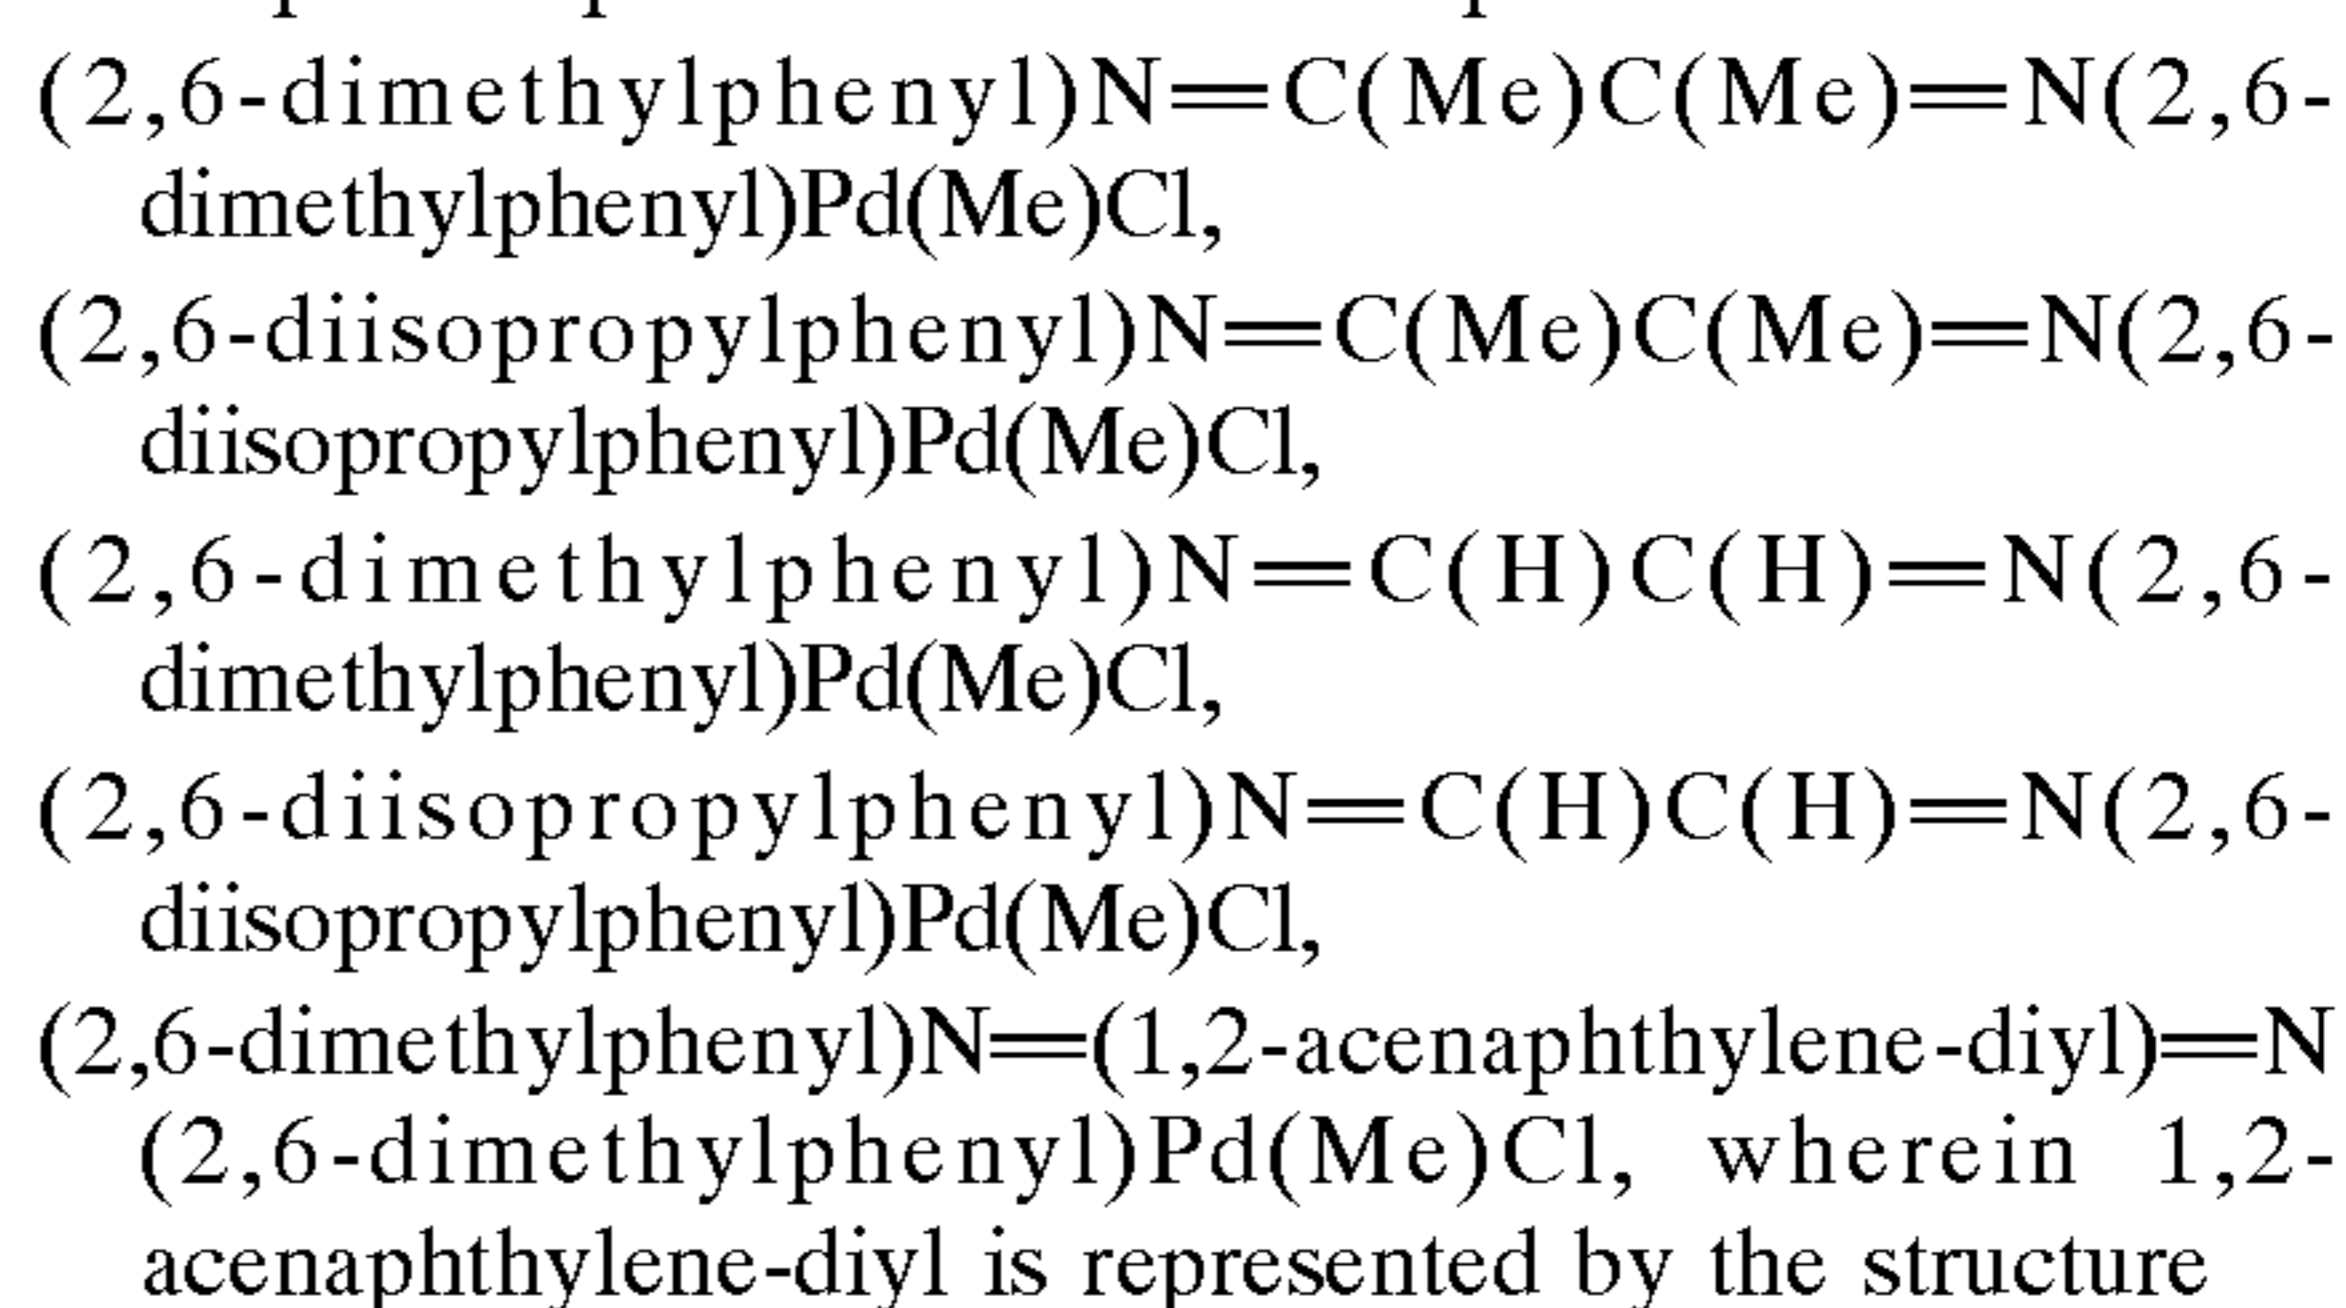 (2,6-dimethylphenyl)N═C(Me)C(Me)═N(2,6-
dimethylphenyl)Pd(Me)Cl,
(2,6-diisopropylphenyl)N═C(Me)C(Me)═N(2,6-
diisopropylphenyl)Pd(Me)Cl,
(2,6-dimethylphenyl)N═C(H)C(H)═N(2,6-
dimethylphenyl)Pd(Me)Cl,
(2,6-diisopropylphenyl)N═C(H)C(H)═N(2,6-
diisopropylphenyl)Pd(Me)Cl,
(2,6-dimethylphenyl)N═(1,2-acenaphthylene-diyl)═N
(2,6-dimethylphenyl)Pd(Me)Cl, wherein 1,2-
acenaphthylene-diyl is represented by the structure